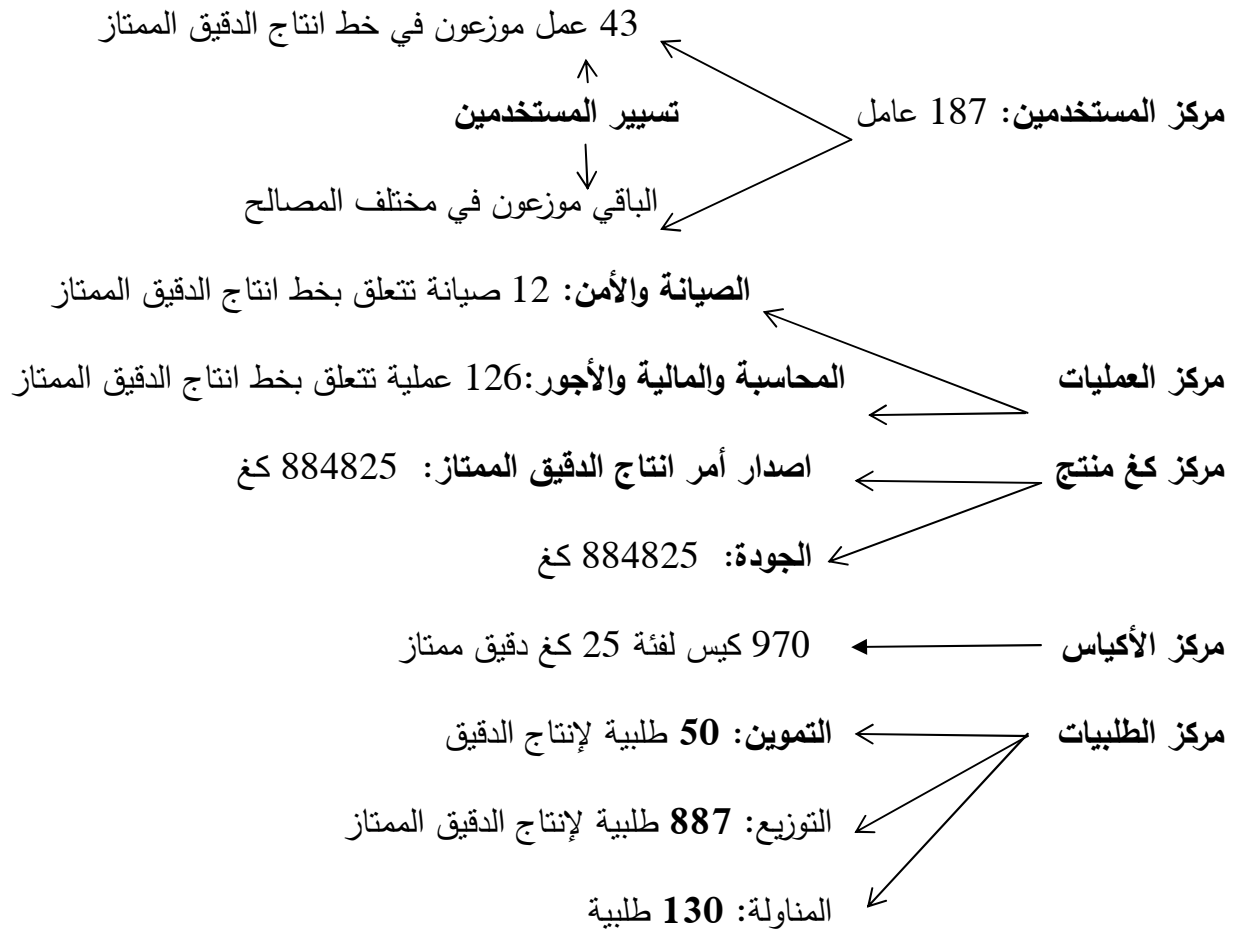 43 عمل موزعون في خط انتاج الدقيق الممتاز
مركز المستخدمين: 187 عامل تسيير المستخدمين
الباقي موزعون في مختلف المصالح
الصيانة والأمن: 12 صيانة تتعلق بخط انتاج الدقيق الممتاز
مركز العمليات المحاسبة والمالية والأجور:126 عملية تتعلق بخط انتاج الدقيق الممتاز
مركز كغ منتج اصدار أمر انتاج الدقيق الممتاز: 884825 كغ
الجودة: 884825 كغ
مركز الأكياس 970 كيس لفئة 25 كغ دقيق ممتاز
مركز الطلبيات التموين: 50 طلبية لإنتاج الدقيق
التوزيع: 887 طلبية لإنتاج الدقيق الممتاز
المناولة: 130 طلبية